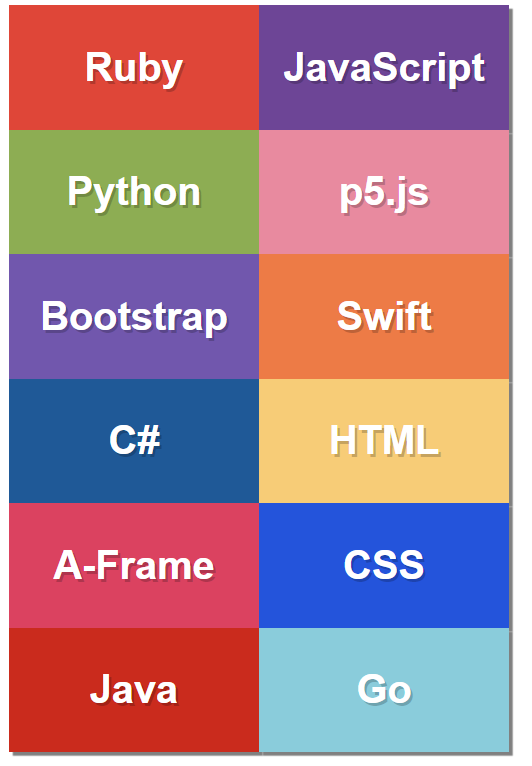 Ruby
JavaScript
Python
p5.js
Bootstrap
Swift
C#
HTML
A-Frame
CSS
Java
Go